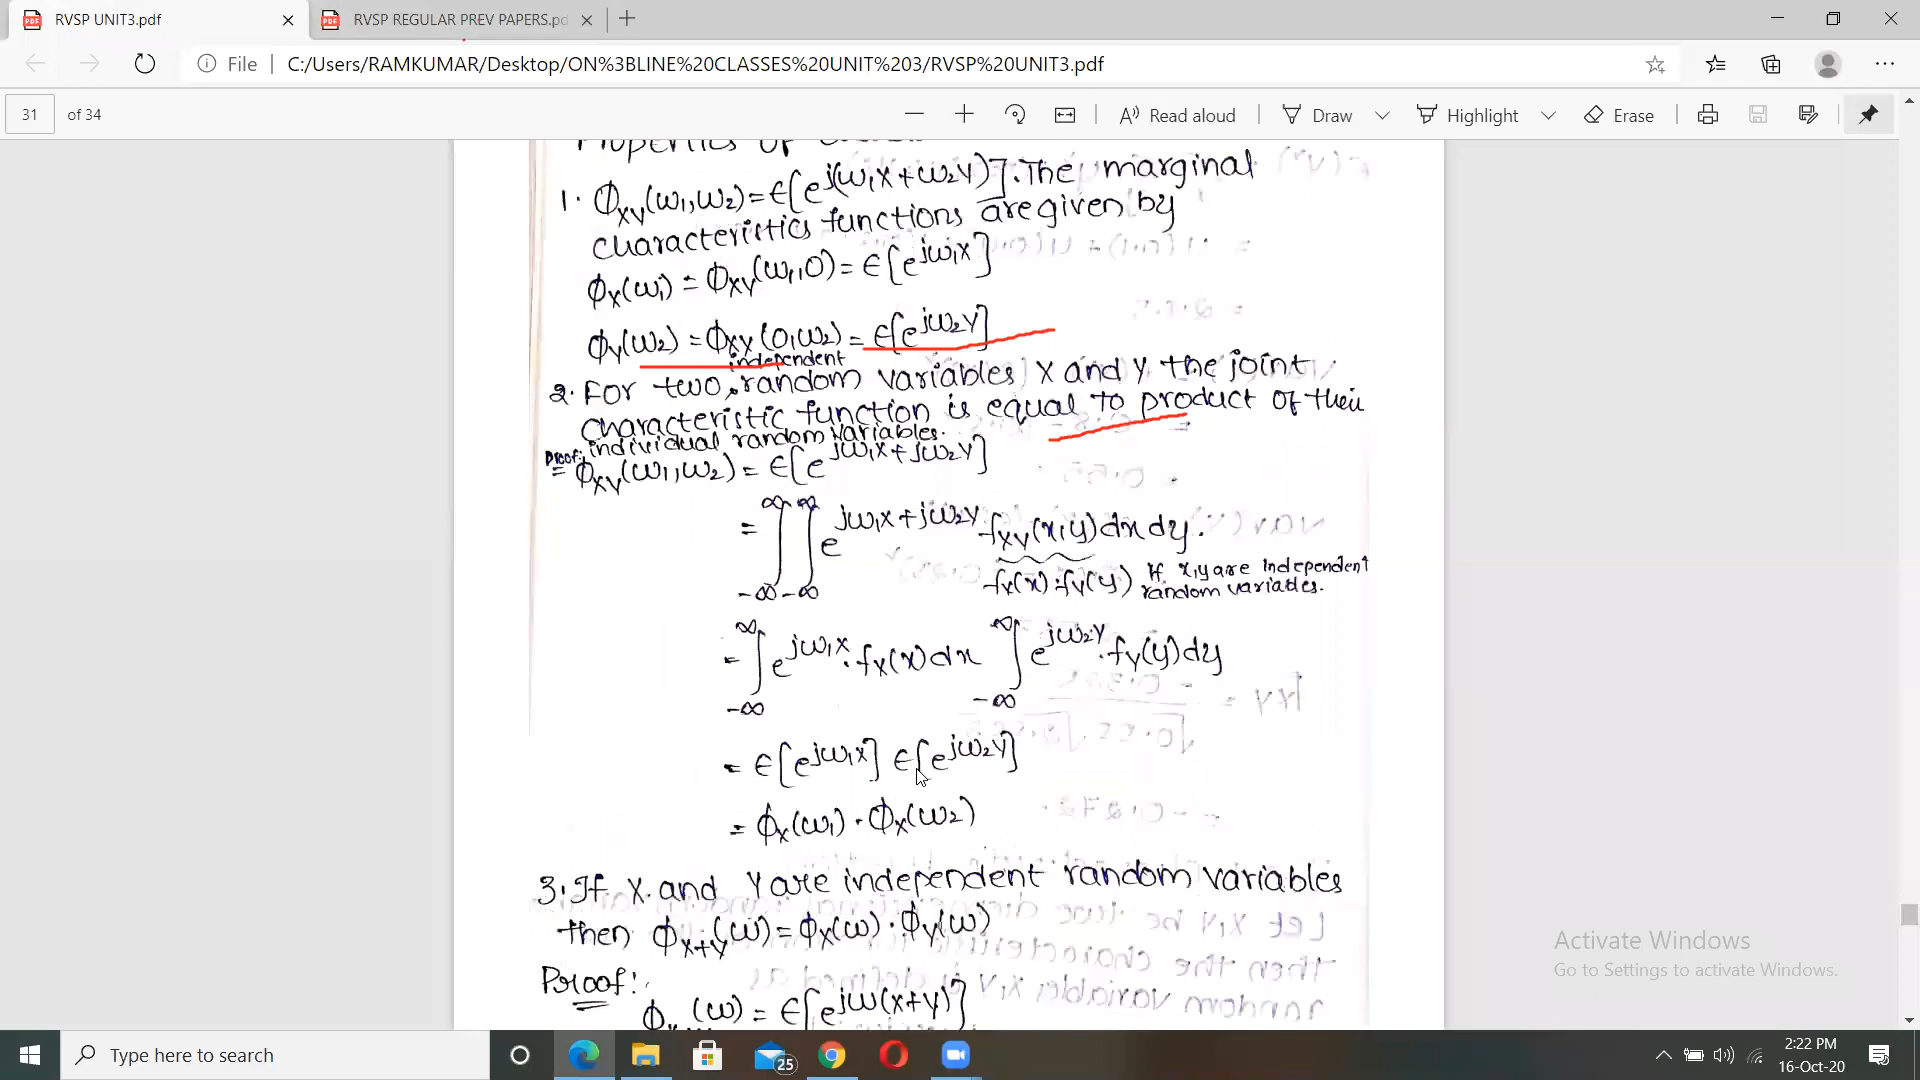 RVSP UNIT3.pdf
RVSP REGULAR PREV PAPERS.pd
File
C:/Users/RAMKUMAR/Desktop/ON%3BLINE%20CLASSES%20UNIT%203/RVSP%20UNIT3.pdf
31 of 34
Read aloud
Draw
Highlight
Erase
Properties of
1. ϕXY(ω1,ω2)=E[e^j(ω1X+ω2Y)]. The marginal
characteristics functions are given by
ϕX(ω1) = ϕXY(ω1,0)= E[e^jω1X]
ϕY(ω2) = ϕXY(0,ω2) = E[e^jω2Y]
independent
2. For two random variables X and Y the joint
characteristic function is equal to product of their
individual random variables.
Proof: ϕXY(ω1,ω2) = E[e^jω1X+jω2Y]
= ∫∞-∞ ∫∞-∞ e^jω1X+jω2Y fXY(x,y)dx dy.
fX(x).fY(y) If x,y are independent
random variables.
= ∫∞-∞ e^jω1X.fX(x)dx ∫∞-∞ e^jω2Y.fY(y)dy
= E[e^jω1X] E[e^jω2Y]
= ϕX(ω1).ϕX(ω2)
3. If X and Y are independent random variables
then ϕX+Y(ω)=ϕX(ω).ϕY(ω)
Proof:
(ω) = E[e^jω(x+y)]
Activate Windows
Go to Settings to activate Windows.
Type here to search
25
2:22 PM
16-Oct-20